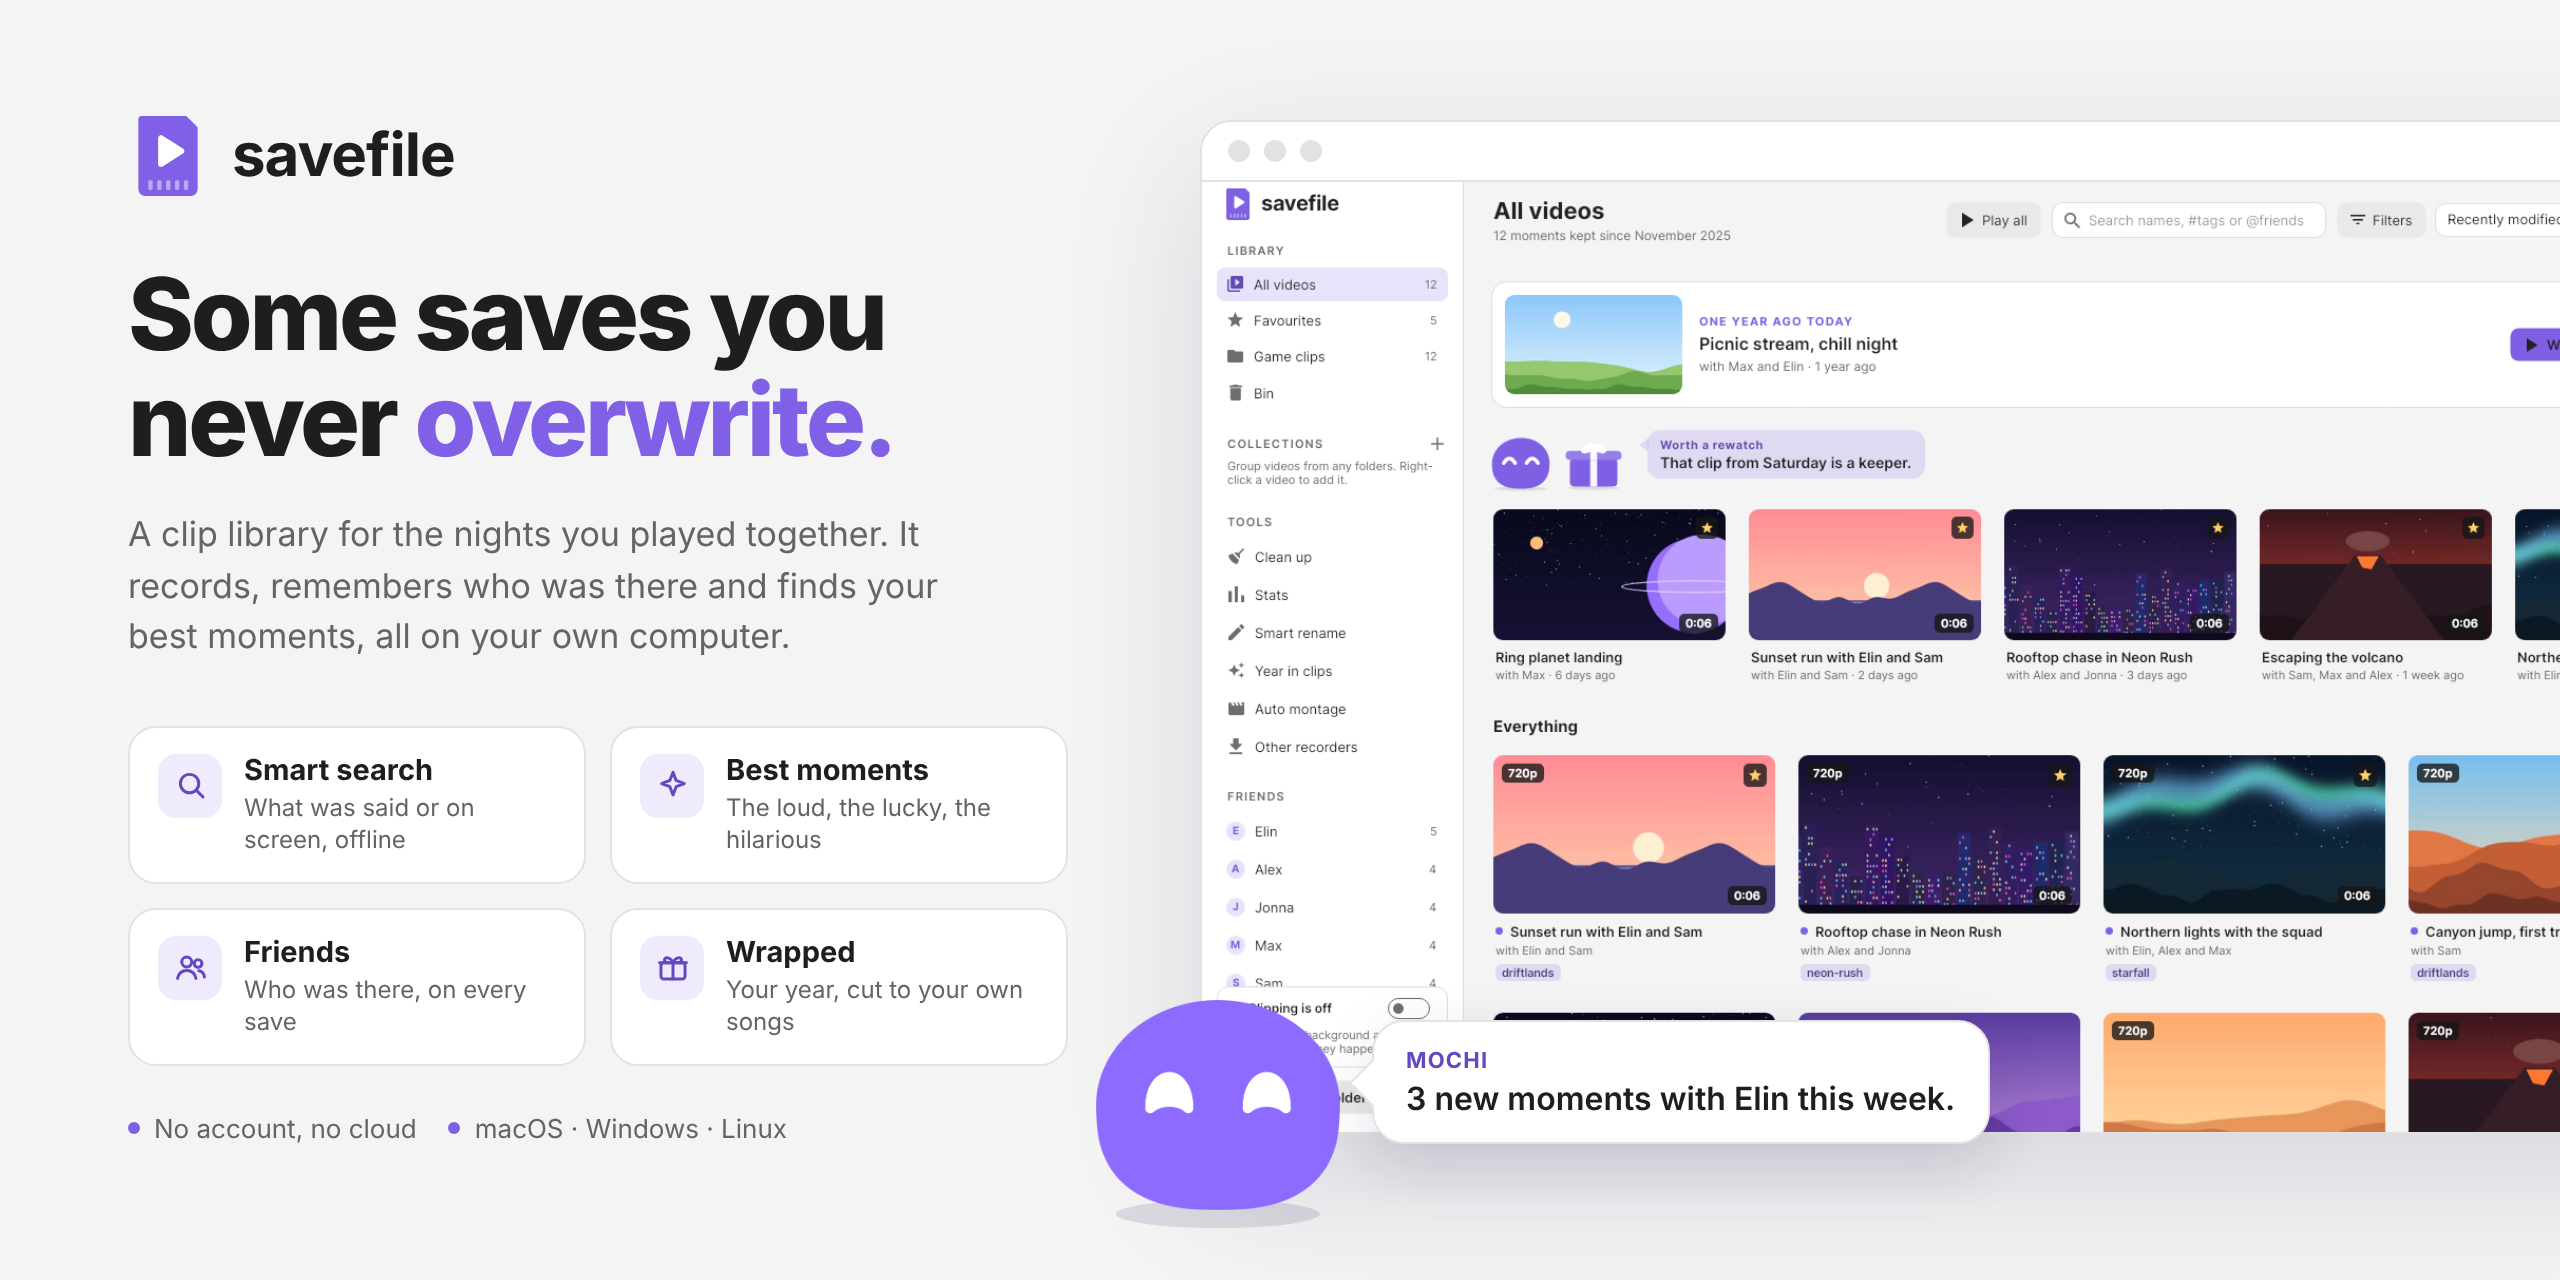 savefile
Some saves you
never overwrite.
A clip library for the nights you played together. It
records, remembers who was there and finds your
best moments, all on your own computer.
Smart search
What was said or on
screen, offline
Best moments
The loud, the lucky, the
hilarious
Friends
Who was there, on every
save
Wrapped
Your year, cut to your own
songs
No account, no cloud
macOS · Windows · Linux
savefile
LIBRARY
All videos 12
Favourites 5
Game clips 12
Bin
COLLECTIONS
Group videos from any folders. Right-
click a video to add it.
TOOLS
Clean up
Stats
Smart rename
Year in clips
Auto montage
Other recorders
FRIENDS
E Elin 5
A Alex 4
J Jonna 4
M Max 4
S Sam 4
is off
background
All videos
12 moments kept since November 2025
Play all
Search names, #tags or @friends
Filters
Recently modified
ONE YEAR AGO TODAY
Picnic stream, chill night
with Max and Elin · 1 year ago
Worth a rewatch
That clip from Saturday is a keeper.
0:06
Ring planet landing
with Max · 6 days ago
0:06
Sunset run with Elin and Sam
with Elin and Sam · 2 days ago
0:06
Rooftop chase in Neon Rush
with Alex and Jonna · 3 days ago
0:06
Escaping the volcano
with Sam, Max and Alex · 1 week ago
Everything
720p
0:06
Sunset run with Elin and Sam
with Elin and Sam
driftlands
720p
0:06
Rooftop chase in Neon Rush
with Alex and Jonna
neon-rush
720p
0:06
Northern lights with the squad
with Elin, Alex and Max
starfall
720p
Canyon jump, first
with Sam
driftlands
720p
720p
MOCHI
3 new moments with Elin this week.